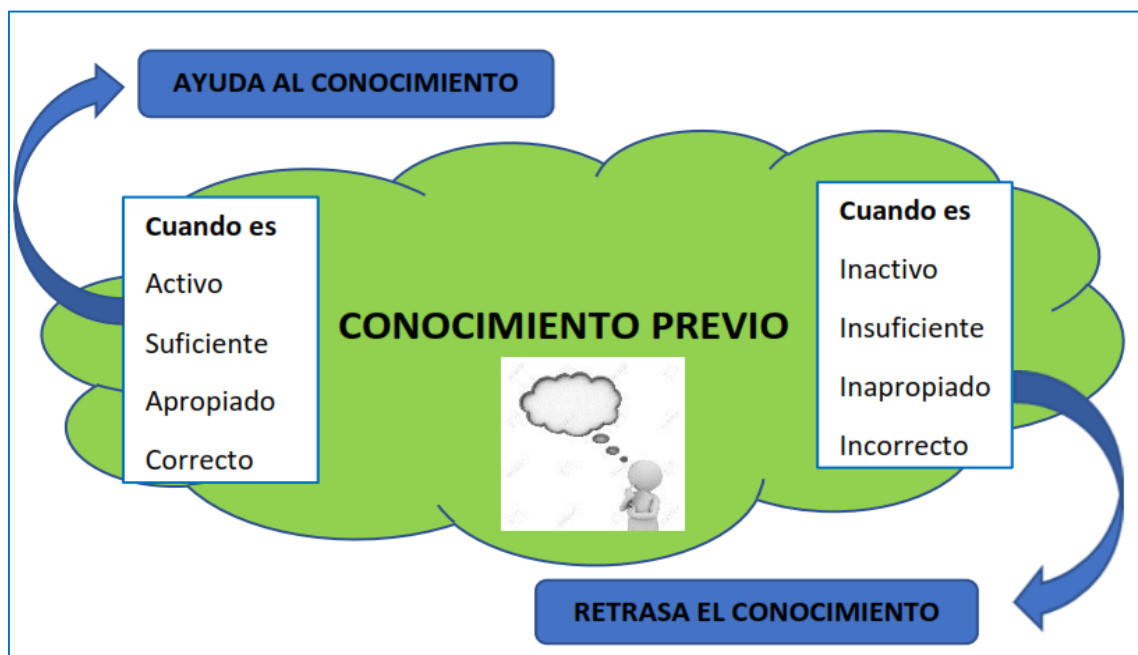 AYUDA AL CONOCIMIENTO
Cuando es
Activo
Suficiente
Apropiado
Correcto
CONOCIMIENTO PREVIO
Cuando es
Inactivo
Insuficiente
Inapropiado
Incorrecto
RETRASA EL CONOCIMIENTO